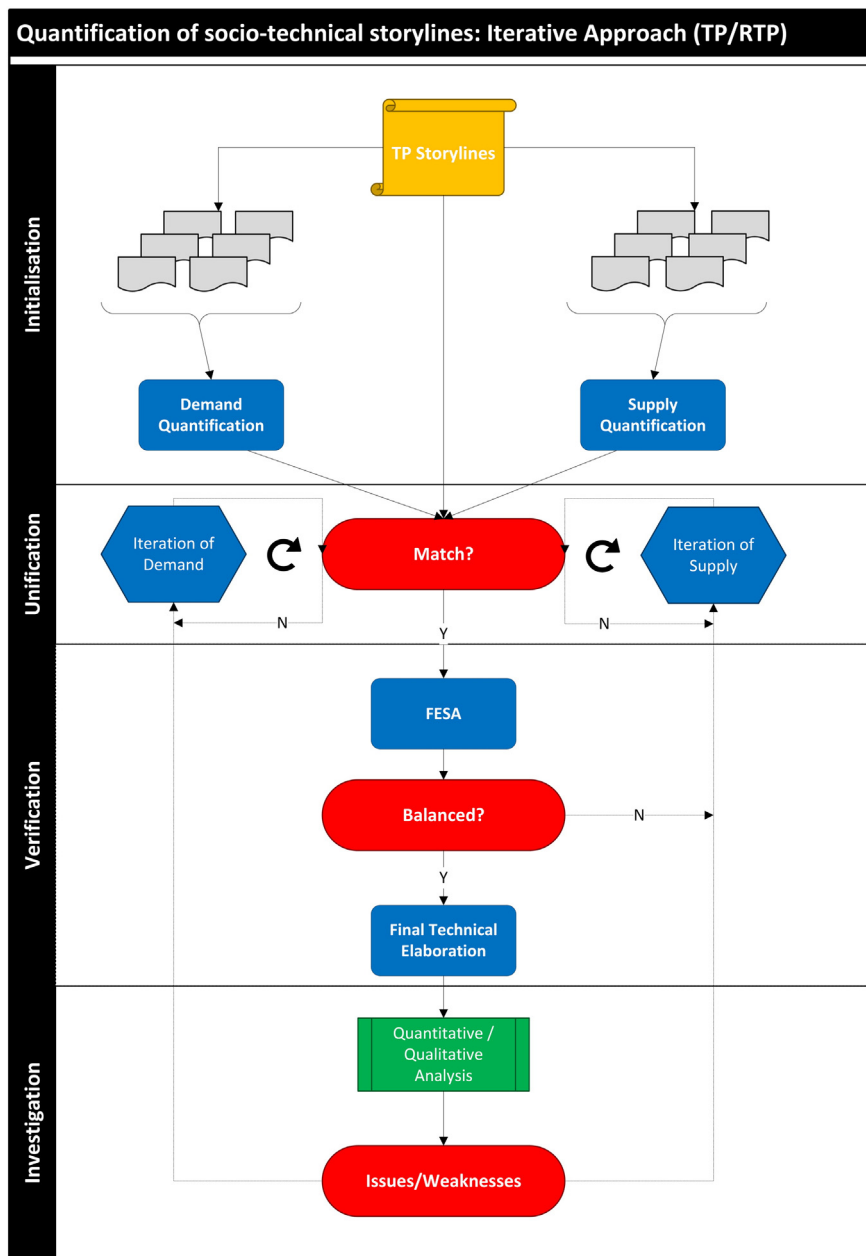 Quantification of socio-technical storylines: Iterative Approach (TP/RTP)
Initialisation
TP Storylines
Demand
Quantification
Supply
Quantification
Unification
Iteration of
Demand
Match?
Iteration of
Supply
N
N
Y
Verification
FESA
Balanced?
N
Y
Final Technical
Elaboration
Investigation
Quantitative /
Qualitative
Analysis
Issues/Weaknesses